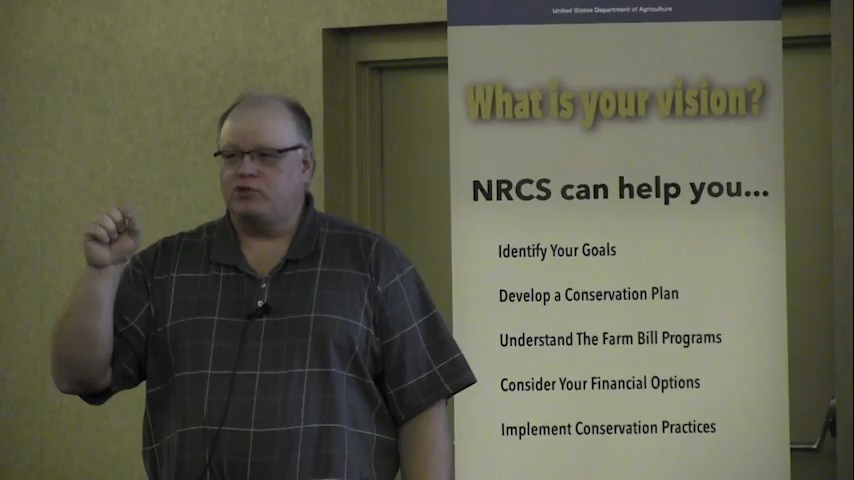 United States Department of Agriculture
What is your vision?
NRCS can help you...
Identify Your Goals
Develop a Conservation Plan
Understand The Farm Bill Programs
Consider Your Financial Options
Implement Conservation Practices